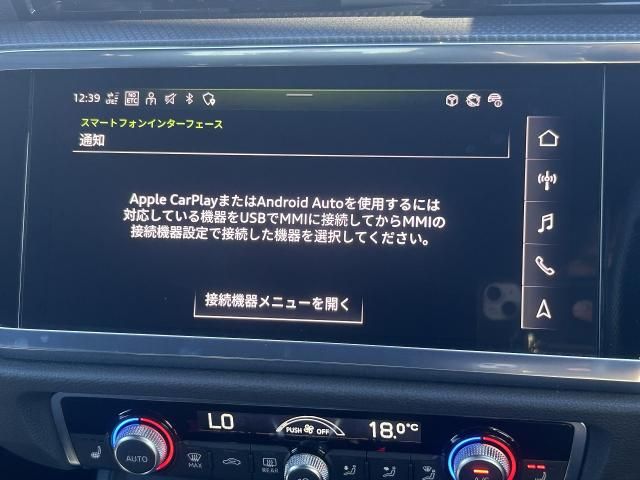 12:39
NO
ETC
スマートフォンインターフェース
通知
Apple CarPlayまたはAndroid Autoを使用するには
対応している機器をUSBでMMIに接続してからMMIの
接続機器設定で接続した機器を選択してください。
接続機器メニューを開く
LO
PUSH OFF
18.0°C
AUTO
MAX
REAR
A/C